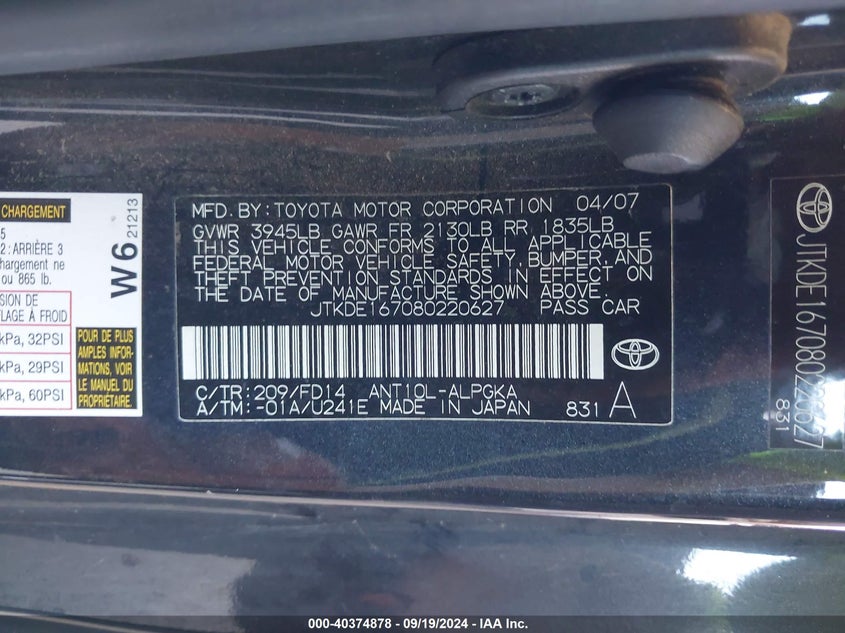 CHARGEMENT
5
2: ARRIÈRE 3
chargement ne
ou 865 lb.
W6
21213
DE
FLAGE À FROID
kPa, 32PSI
kPa, 29PSI
kPa, 60PSI
POUR DE PLUS
AMPLES INFOR-
MATIONS,
VOIR
LE MANUEL DU
MFD. BY: TOYOTA MOTOR CORPORATION 04/07
GVWR 3945LB GAWR FR 2130LB RR 1835LB
THIS VEHICLE CONFORMS TO ALL APPLICABLE
FEDERAL MOTOR VEHICLE SAFETY, BUMPER, AND
THEFT PREVENTION STANDARDS IN EFFECT ON
THE DATE OF MANUFACTURE SHOWN ABOVE.
JTKDE167080220627 PASS CAR
C/TR: 209/FD14 ANT10L-ALPGKA
A/TM: -01A/U241E MADE IN JAPAN 831 A
JTKDE167080220627
831
000-40374878 - 09/19/2024 - IAA Inc.